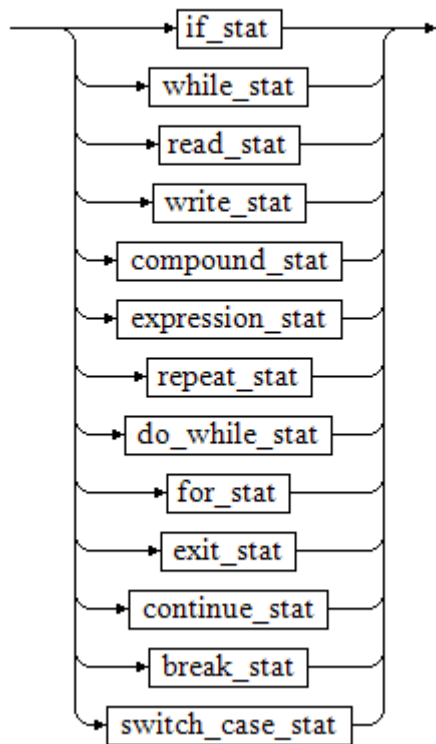 if_stat
while_stat
read_stat
write_stat
compound_stat
expression_stat
repeat_stat
do_while_stat
for_stat
exit_stat
continue_stat
break_stat
switch_case_stat